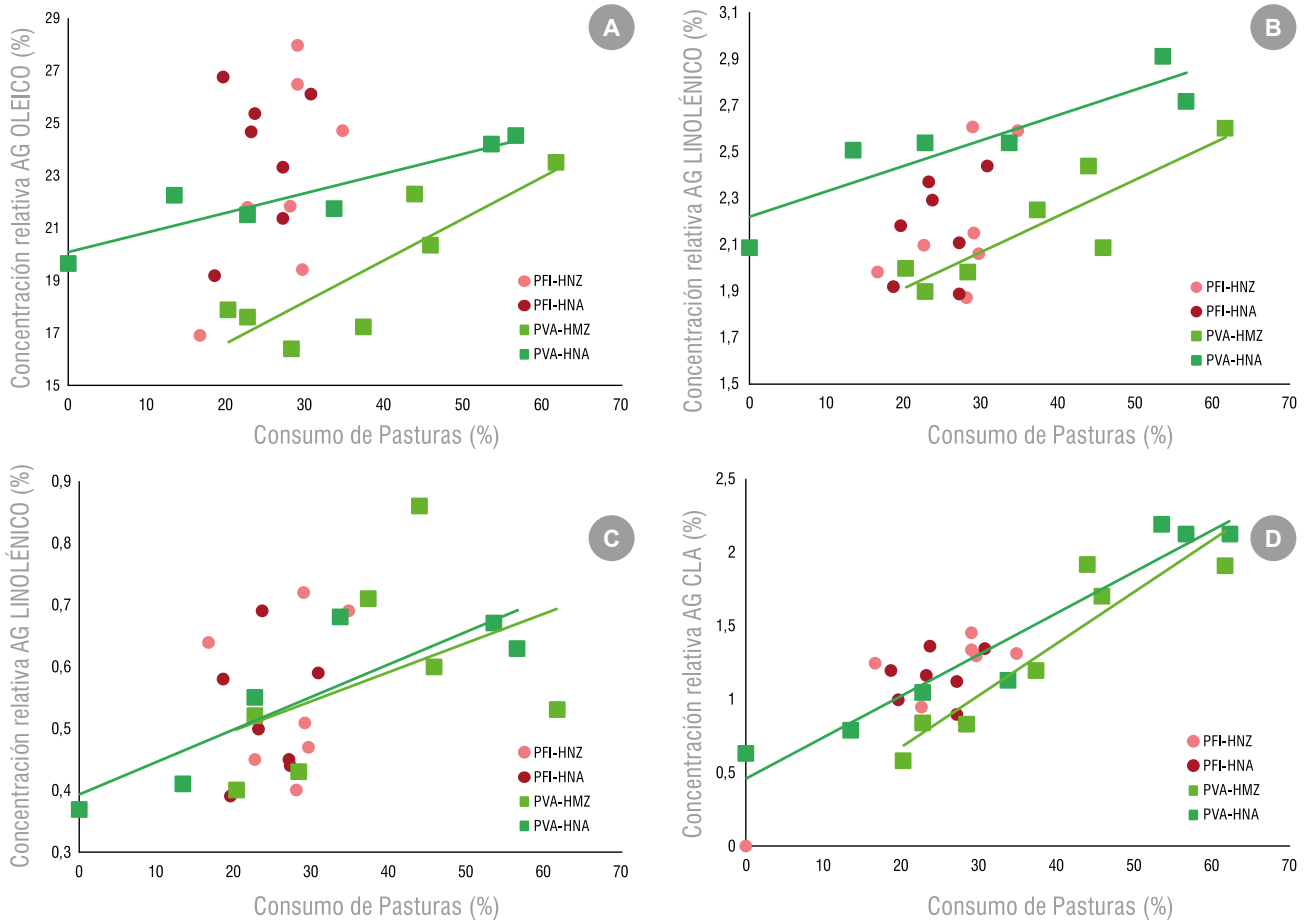 A
Concentración relativa AG OLEICO (%)
29
27
25
23
21
19
17
15
0 10 20 30 40 50 60 70
Consumo de Pasturas (%)
PFI-HNZ
PFI-HNA
PVA-HMZ
PVA-HNA
B
Concentración relativa AG LINOLÉNICO (%)
3,1
2,9
2,7
2,5
2,3
2,1
1,9
1,7
1,5
0 10 20 30 40 50 60 70
Consumo de Pasturas (%)
PFI-HNZ
PFI-HNA
PVA-HMZ
PVA-HNA
C
Concentración relativa AG LINOLÉNICO (%)
0,9
0,8
0,7
0,6
0,5
0,4
0,3
0 10 20 30 40 50 60 70
Consumo de Pasturas (%)
PFI-HNZ
PFI-HNA
PVA-HMZ
PVA-HNA
D
Concentración relativa AG CLA (%)
2,5
2
1,5
1
0,5
0
0 10 20 30 40 50 60 70
Consumo de Pasturas (%)
PFI-HNZ
PFI-HNA
PVA-HMZ
PVA-HNA